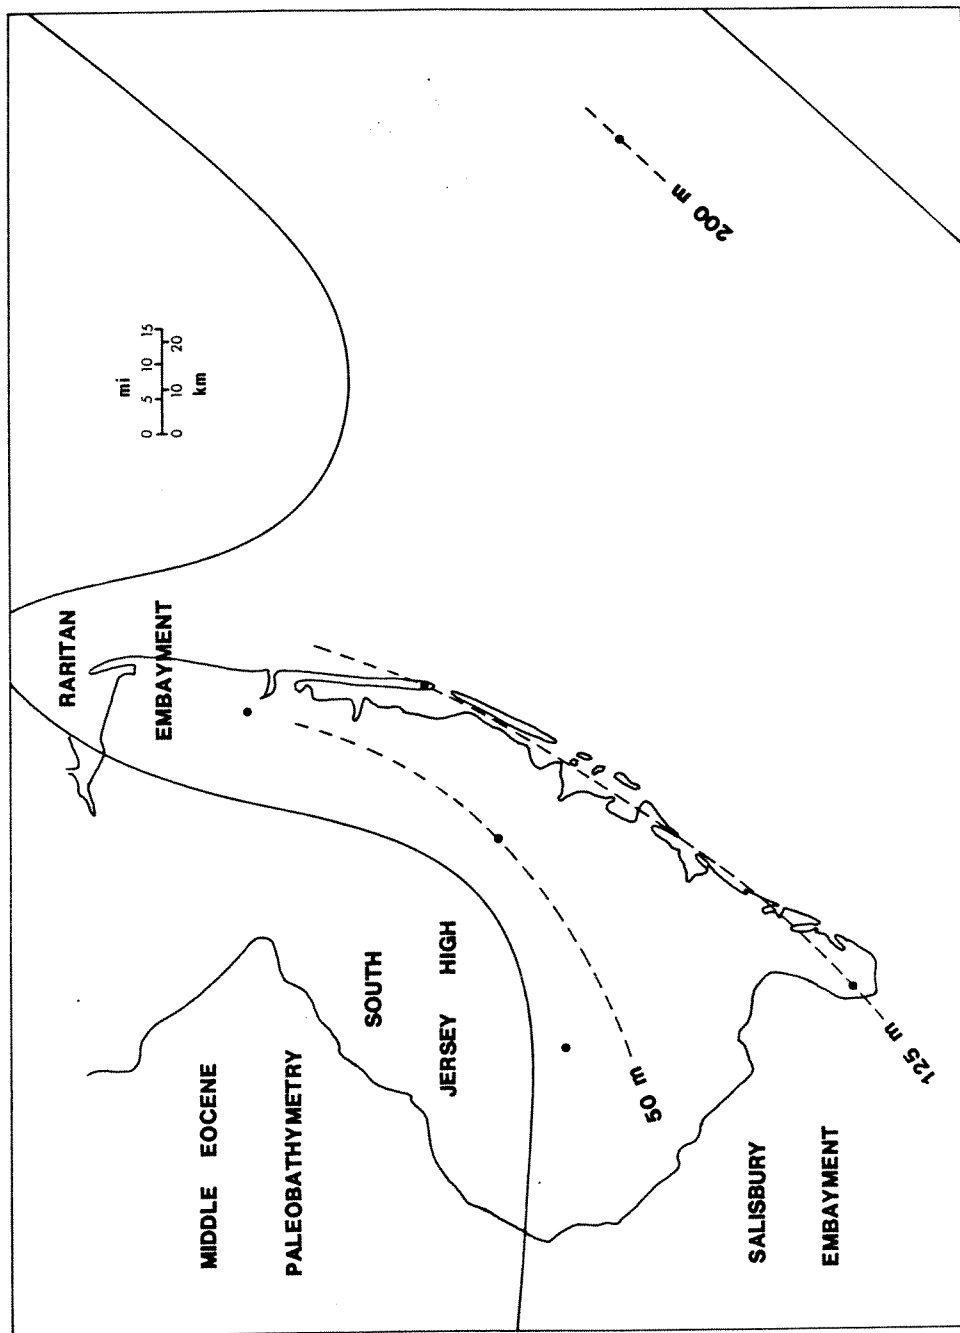 MIDDLE EOCENE
PALEOBATHYMETRY
SOUTH
JERSEY HIGH
RARITAN
EMBAYMENT
SALISBURY
EMBAYMENT
mi
0 5 10 15
0 10 20
km
50 m
125 m
200 m